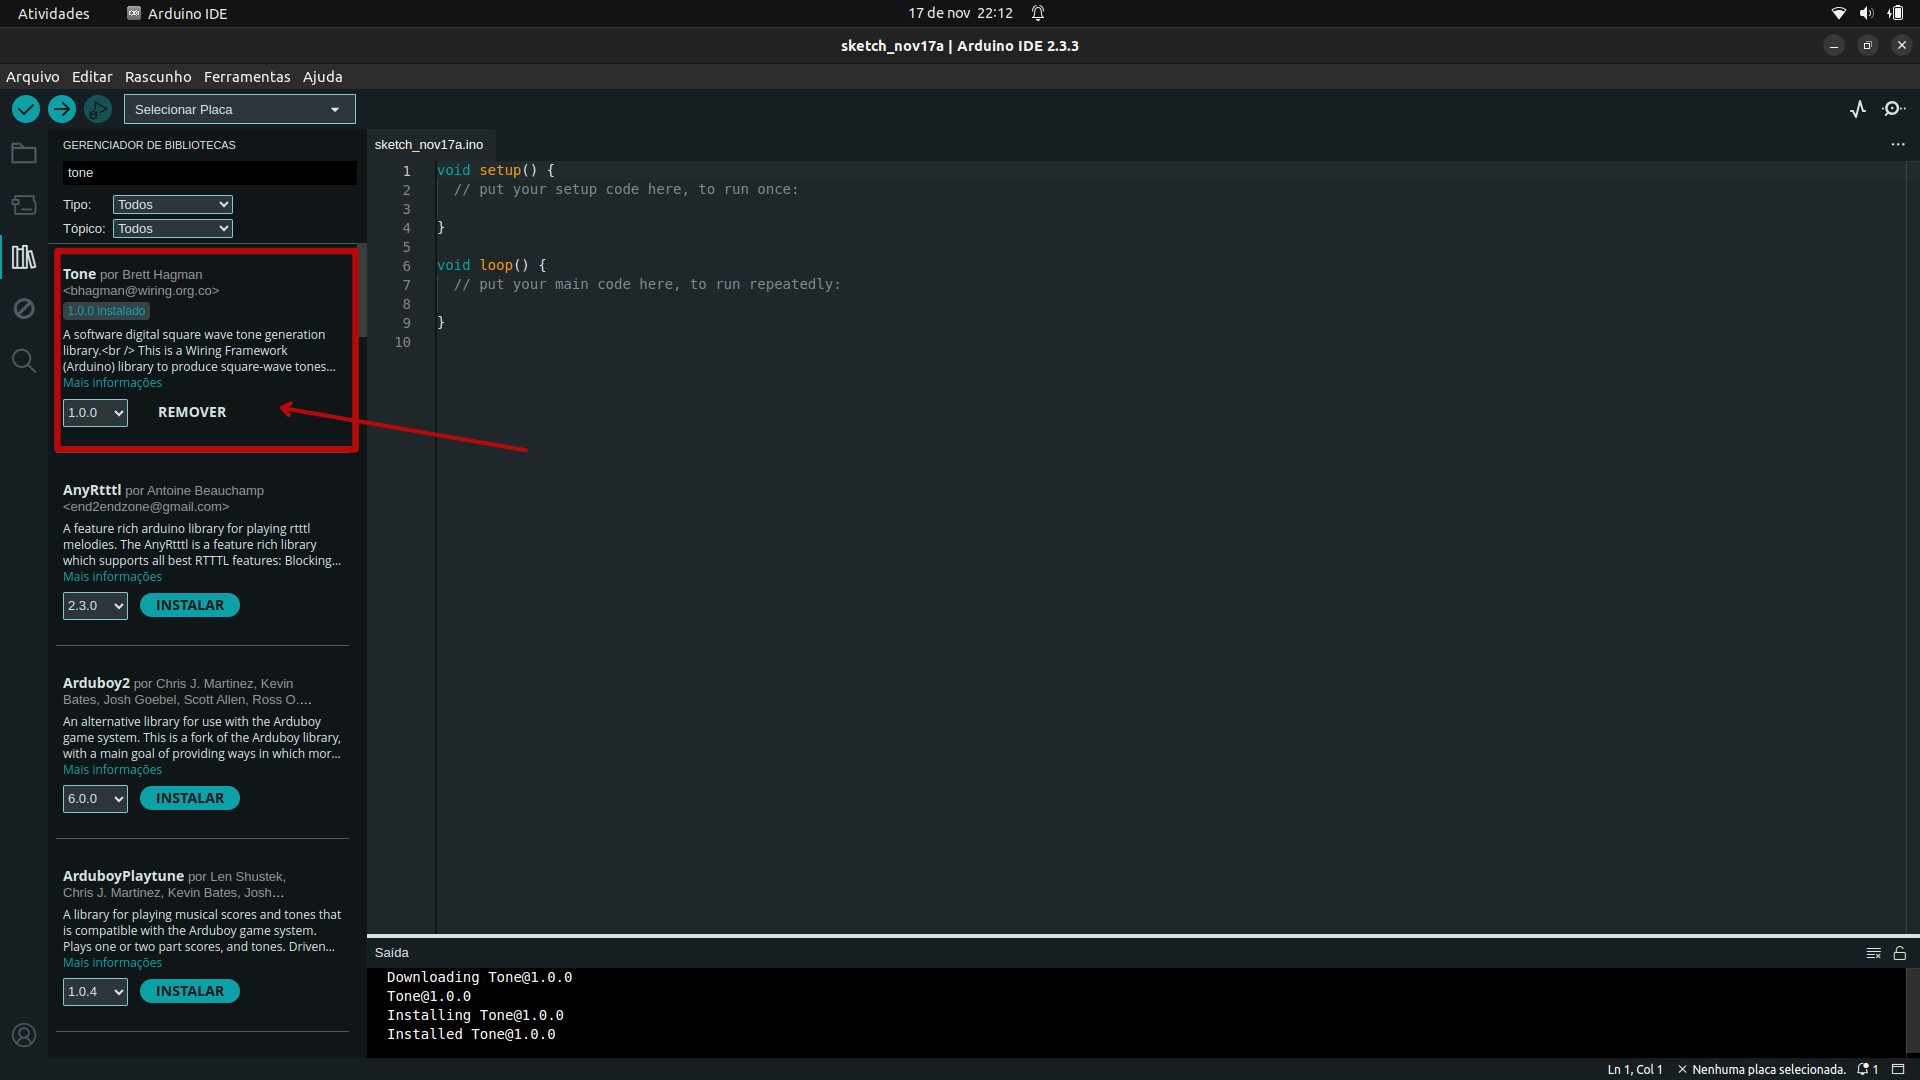 Atividades
Arduino IDE
17 de nov 22:12
sketch_nov17a | Arduino IDE 2.3.3
Arquivo Editar Rascunho Ferramentas Ajuda
Selecionar Placa
GERENCIADOR DE BIBLIOTECAS
tone
Tipo: Todos
Tópico: Todos
Tone por Brett Hagman
<bhagman@wiring.org.co>
1.0.0 instalado
A software digital square wave tone generation
library.<br /> This is a Wiring Framework
(Arduino) library to produce square-wave tones...
Mais informações
1.0.0 REMOVER
AnyRtttl por Antoine Beauchamp
<end2endzone@gmail.com>
A feature rich arduino library for playing rtttl
melodies. The AnyRtttl is a feature rich library
which supports all best RTTTL features: Blocking...
Mais informações
2.3.0 INSTALAR
Arduboy2 por Chris J. Martinez, Kevin
Bates, Josh Goebel, Scott Allen, Ross O....
An alternative library for use with the Arduboy
game system. This is a fork of the Arduboy library,
with a main goal of providing ways in which mor...
Mais informações
6.0.0 INSTALAR
ArduboyPlaytune por Len Shustek,
Chris J. Martinez, Kevin Bates, Josh...
A library for playing musical scores and tones that
is compatible with the Arduboy game system.
Plays one or two part scores, and tones. Driven...
Mais informações
1.0.4 INSTALAR
sketch_nov17a.ino
1 void setup() {
2 // put your setup code here, to run once:
3
4 }
5
6 void loop() {
7 // put your main code here, to run repeatedly:
8
9 }
10
Saída
Downloading Tone@1.0.0
Tone@1.0.0
Installing Tone@1.0.0
Installed Tone@1.0.0
Ln 1, Col 1
Nenhuma placa selecionada.
1